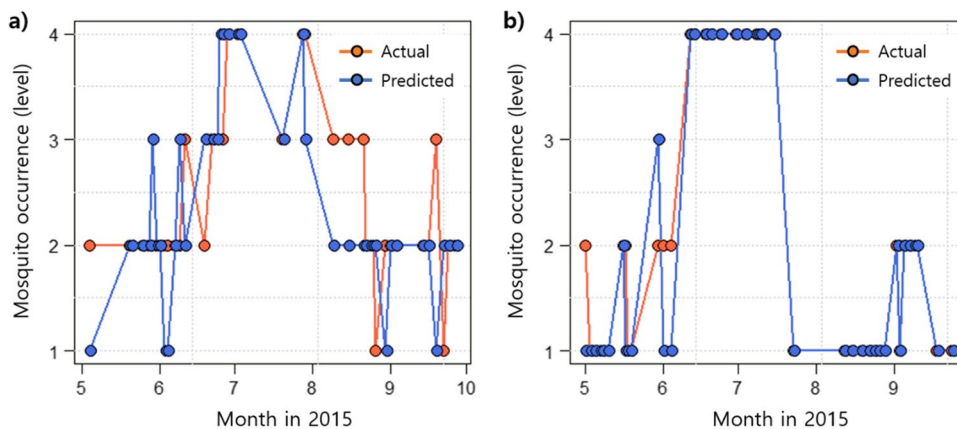 a)
Mosquito occurrence (level)
4
3
2
1
Actual
Predicted
5 6 7 8 9 10
Month in 2015
b)
Mosquito occurrence (level)
4
3
2
1
Actual
Predicted
5 6 7 8 9
Month in 2015